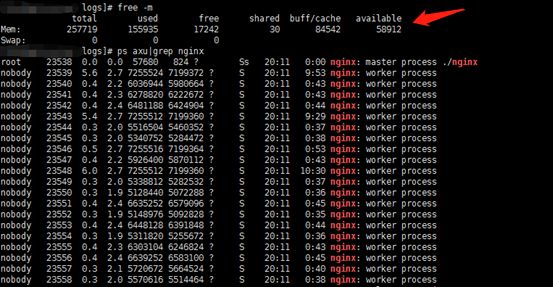 logs]# free -m
total used free shared buff/cache available
Mem: 257719 155935 17242 30 84542 58912
Swap: 0 0 0
logs]# ps axu|grep nginx
root 23538 0.0 0.0 57680 824 ? Ss 20:11 0:00 nginx: master process ./nginx
nobody 23539 5.6 2.7 7255524 7199372 ? S 20:11 9:53 nginx: worker process
nobody 23540 0.4 2.2 6036944 5980664 ? S 20:11 0:43 nginx: worker process
nobody 23541 0.4 2.3 6278820 6222672 ? S 20:11 0:43 nginx: worker process
nobody 23542 0.4 2.4 6481188 6424904 ? S 20:11 0:44 nginx: worker process
nobody 23543 5.4 2.7 7255512 7199360 ? S 20:11 9:29 nginx: worker process
nobody 23544 0.3 2.0 5516504 5460352 ? S 20:11 0:37 nginx: worker process
nobody 23545 0.3 2.0 5340752 5284472 ? S 20:11 0:38 nginx: worker process
nobody 23546 0.5 2.7 7255516 7199364 ? S 20:11 0:53 nginx: worker process
nobody 23547 0.4 2.2 5926400 5870112 ? S 20:11 0:43 nginx: worker process
nobody 23548 6.0 2.7 7255512 7199360 ? S 20:11 10:30 nginx: worker process
nobody 23549 0.3 2.0 5338812 5282532 ? S 20:11 0:37 nginx: worker process
nobody 23550 0.3 1.9 5128440 5072288 ? S 20:11 0:36 nginx: worker process
nobody 23551 0.4 2.4 6635252 6579096 ? S 20:11 0:45 nginx: worker process
nobody 23552 0.3 1.9 5148976 5092828 ? S 20:11 0:35 nginx: worker process
nobody 23553 0.4 2.4 6448128 6391848 ? S 20:11 0:44 nginx: worker process
nobody 23554 0.3 1.9 5311820 5255672 ? S 20:11 0:36 nginx: worker process
nobody 23555 0.4 2.3 6303104 6246824 ? S 20:11 0:43 nginx: worker process
nobody 23556 0.4 2.4 6639252 6583100 ? S 20:11 0:45 nginx: worker process
nobody 23557 0.3 2.1 5720672 5664524 ? S 20:11 0:40 nginx: worker process
nobody 23558 0.3 2.0 5570616 5514464 ? S 20:11 0:38 nginx: worker process